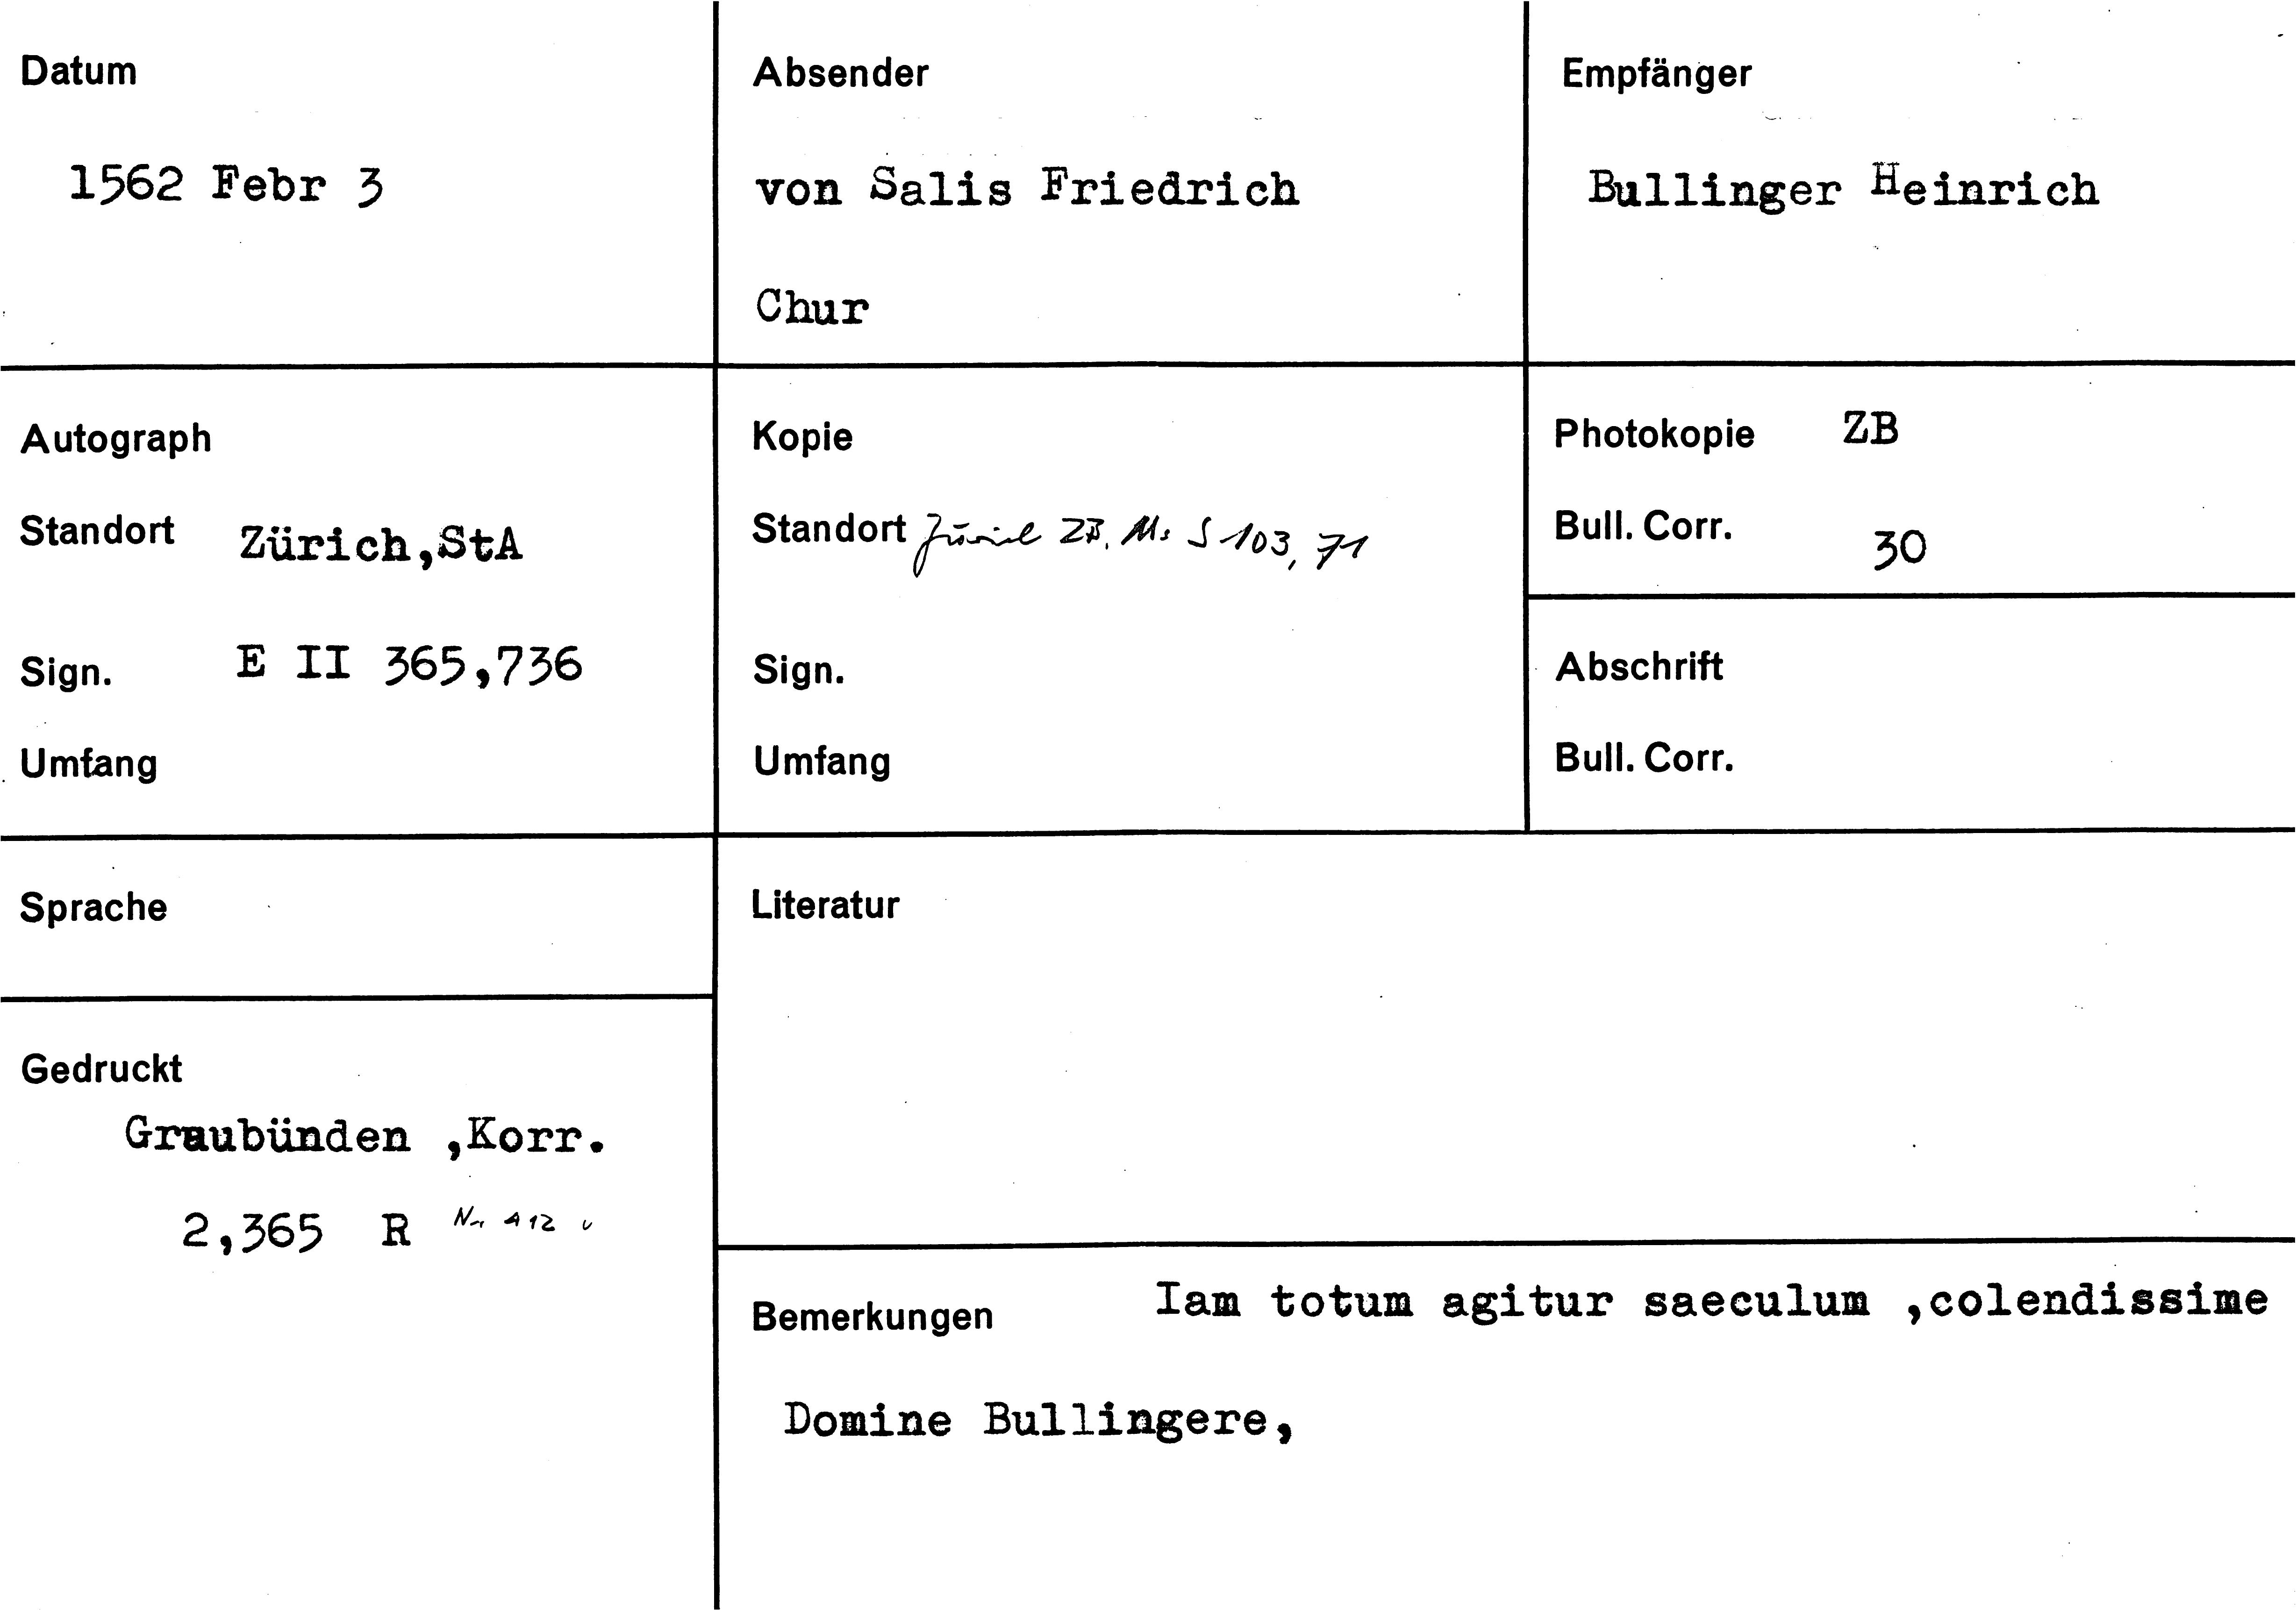 Datum
1562 Febr 3
Absender
von Salis Friedrich
Chur
Empfänger
Bullinger Heinrich
Autograph
Standort Zürich,StA
Sign. E II 365,736
Umfang
Kopie
Standort Zürich ZB, Ms S 103, 71
Sign.
Umfang
Photokopie ZB
Bull. Corr. 30
Abschrift
Bull. Corr.
Sprache
Gedruckt
Graubünden ,Korr.
2,365 R Nr 412
Literatur
Bemerkungen Iam totum agitur saeculum ,colendissime
Domine Bullingere,